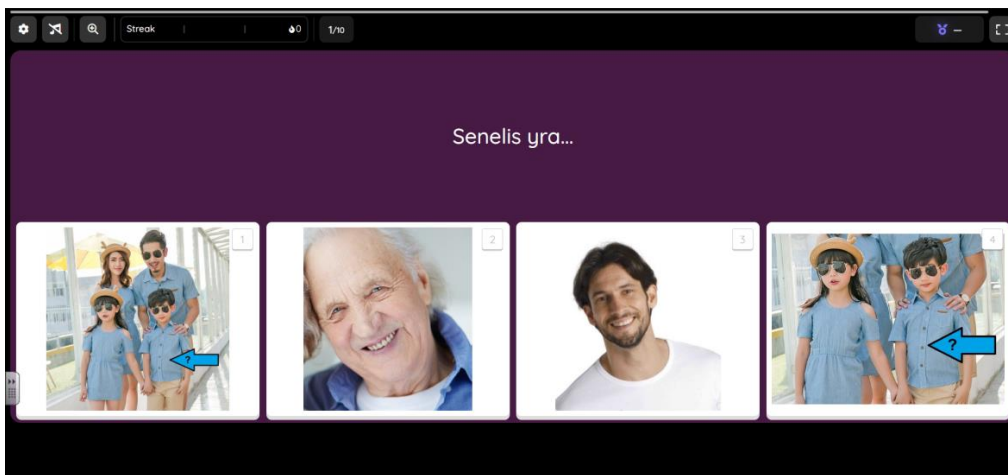 Streak 0 1/10
–
Senelis yra...
1 2 3 4
?
?